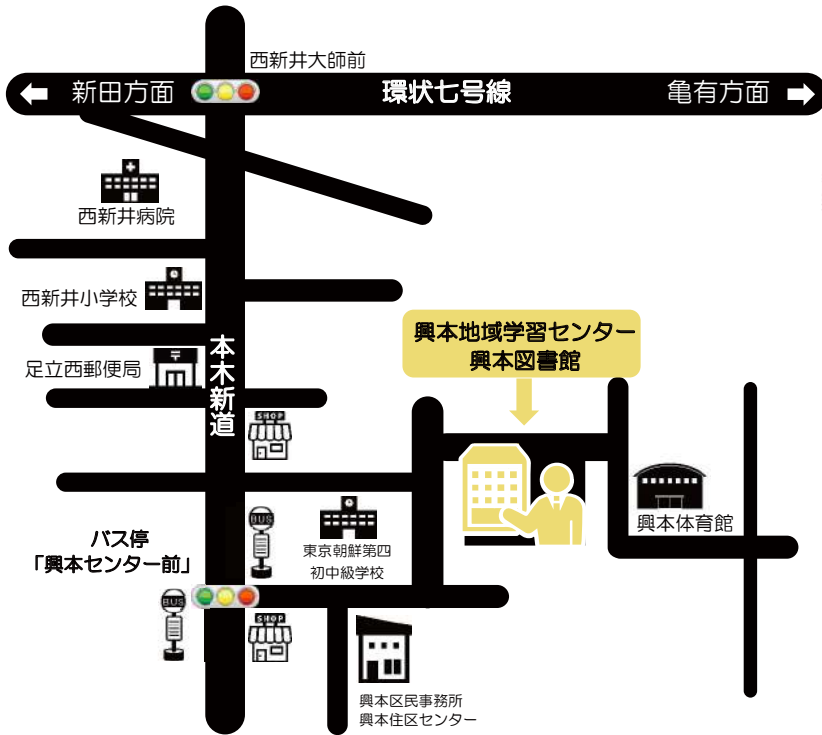 西新井大師前
新田方面
環状七号線
亀有方面
西新井病院
西新井小学校
足立西郵便局
本木新道
興本地域学習センター
興本図書館
SHOP
興本体育館
バス停
「興本センター前」
BUS
東京朝鮮第四
初中級学校
BUS
SHOP
興本区民事務所
興本住区センター